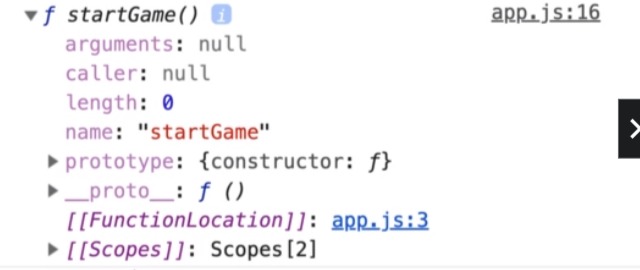 ▼ƒ startGame() i app.js:16
arguments: null
caller: null
length: 0
name: "startGame"
▶prototype: {constructor: ƒ}
▶__proto__: ƒ ()
[[FunctionLocation]]: app.js:3
▶[[Scopes]]: Scopes[2]